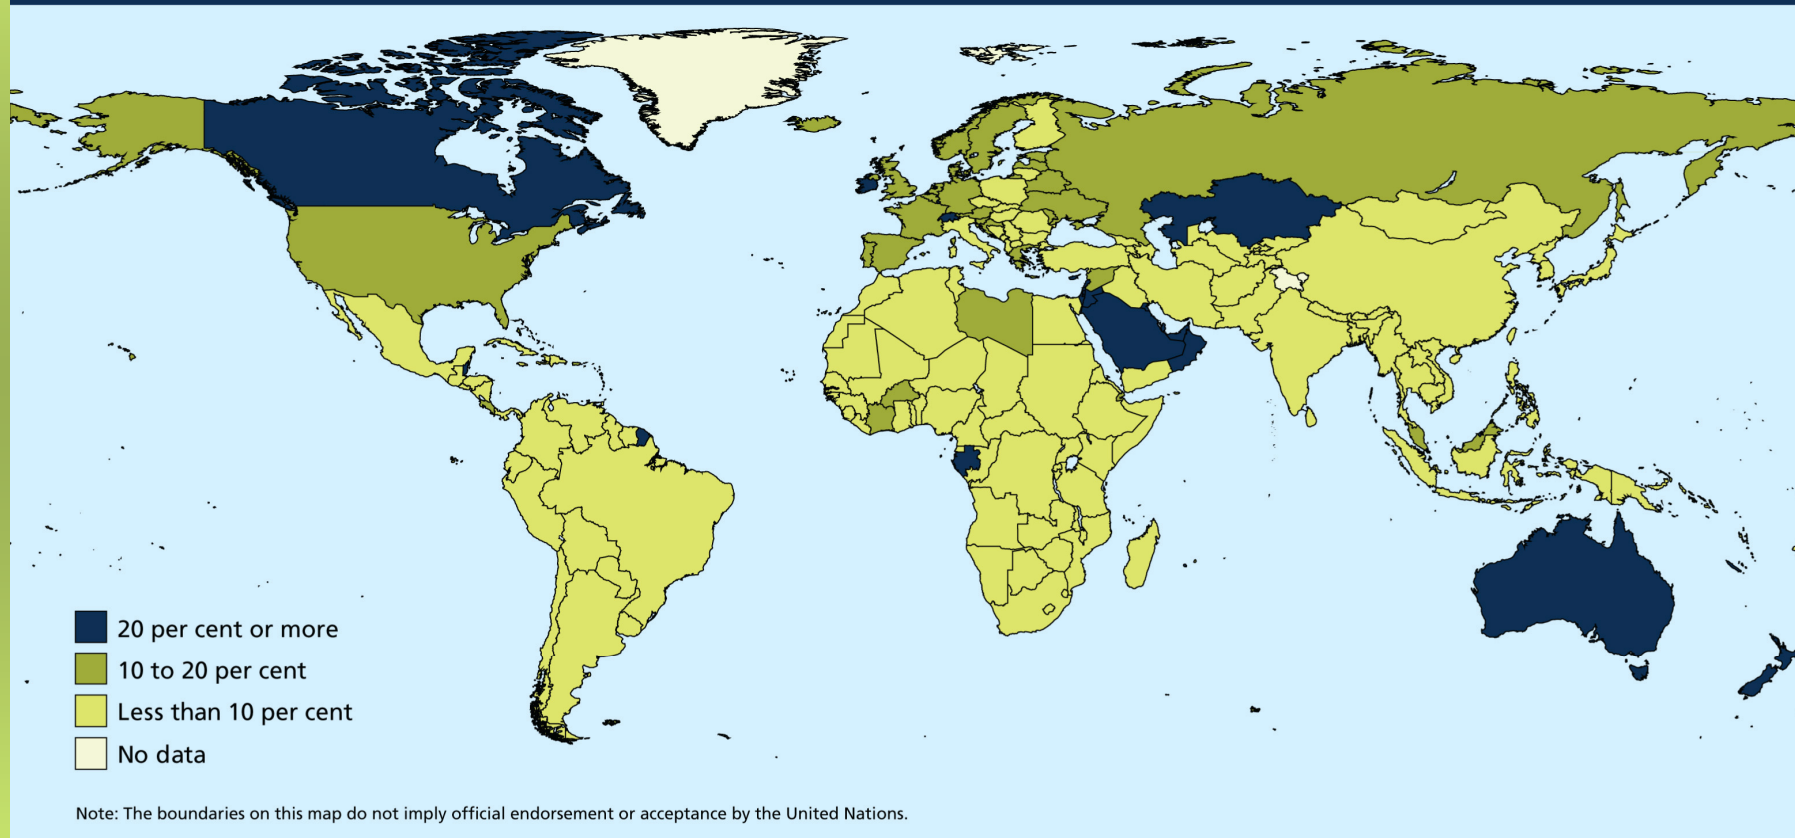 20 per cent or more
10 to 20 per cent
Less than 10 per cent
No data
Note: The boundaries on this map do not imply official endorsement or acceptance by the United Nations.